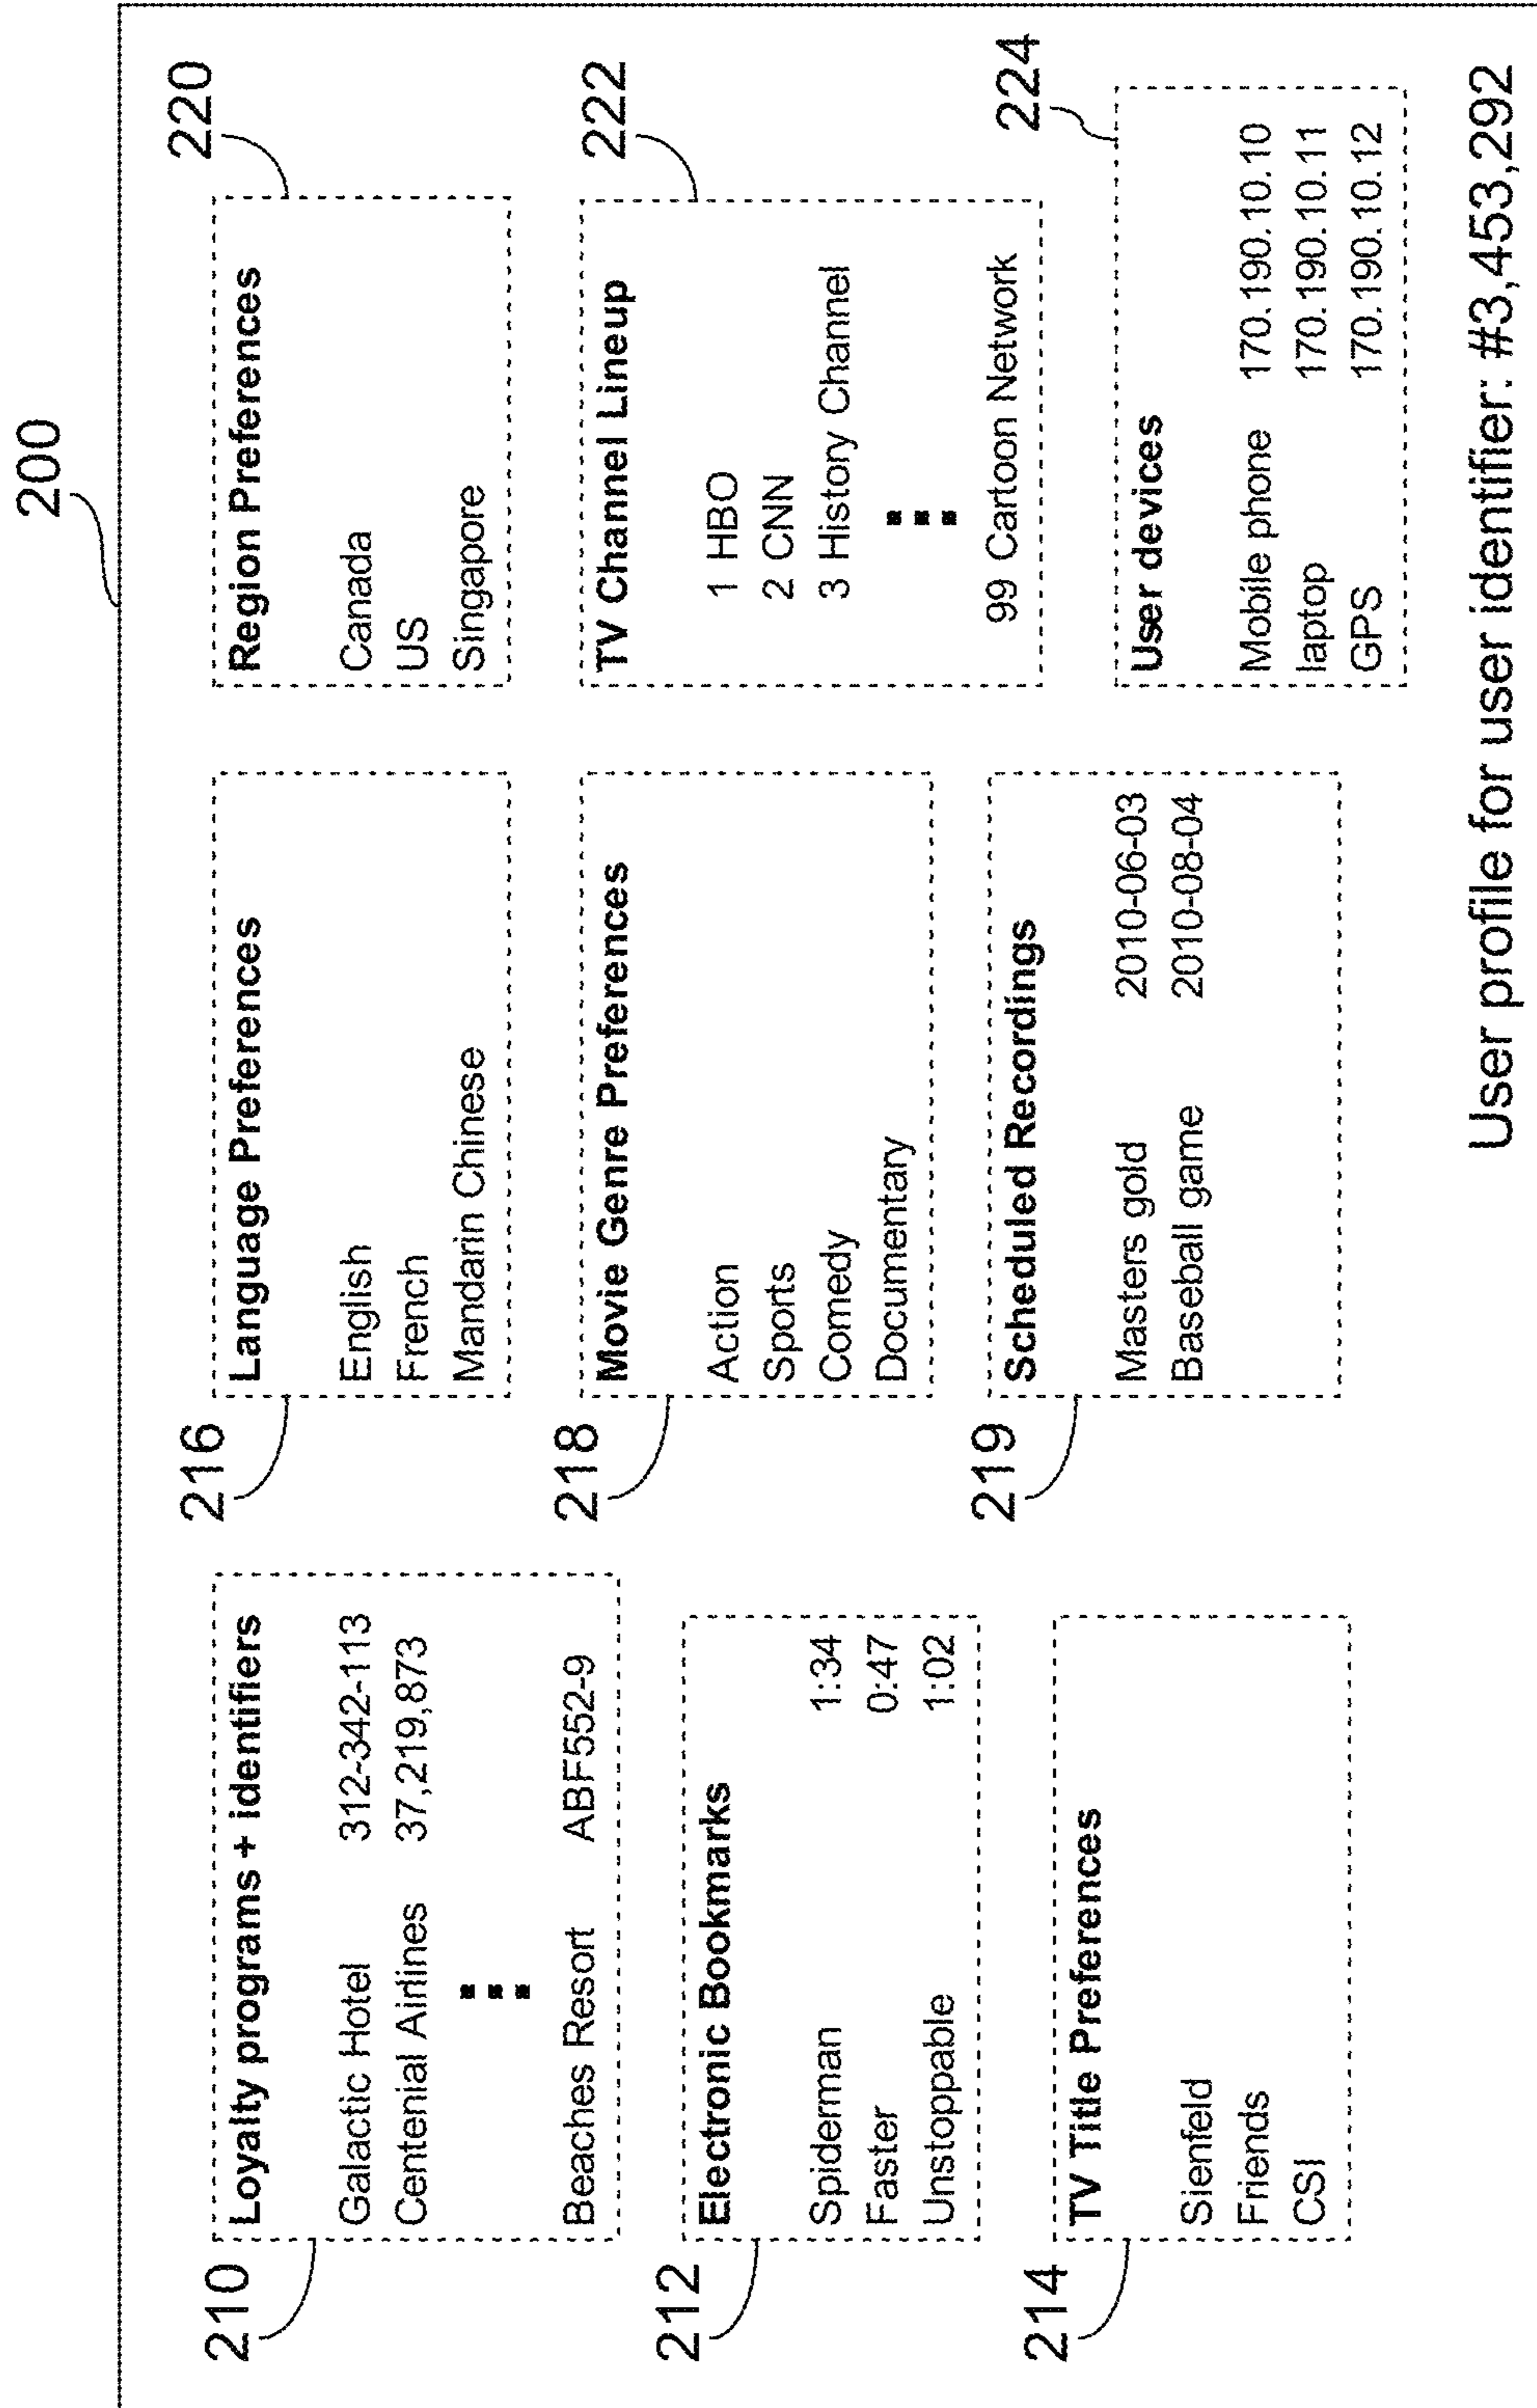 200
210
Loyalty programs + identifiers
Galactic Hotel 312-342-113
Centenial Airlines 37,219,873
Beaches Resort ABF552-9
212
Electronic Bookmarks
Spiderman 1:34
Faster 0:47
Unstoppable 1:02
214
TV Title Preferences
Sienfeld
Friends
CSI
216
Language Preferences
English
French
Mandarin Chinese
218
Movie Genre Preferences
Action
Sports
Comedy
Documentary
219
Scheduled Recordings
Masters gold 2010-06-03
Baseball game 2010-08-04
220
Region Preferences
Canada
US
Singapore
222
TV Channel Lineup
1 HBO
2 CNN
3 History Channel
99 Cartoon Network
224
User devices
Mobile phone 170.190.10.10
laptop 170.190.10.11
GPS 170.190.10.12
User profile for user identifier: #3,453,292